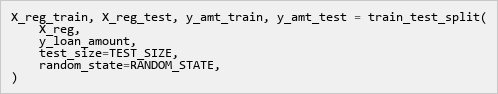 X_reg_train, X_reg_test, y_amt_train, y_amt_test = train_test_split(
    X_reg,
    y_loan_amount,
    test_size=TEST_SIZE,
    random_state=RANDOM_STATE,
)